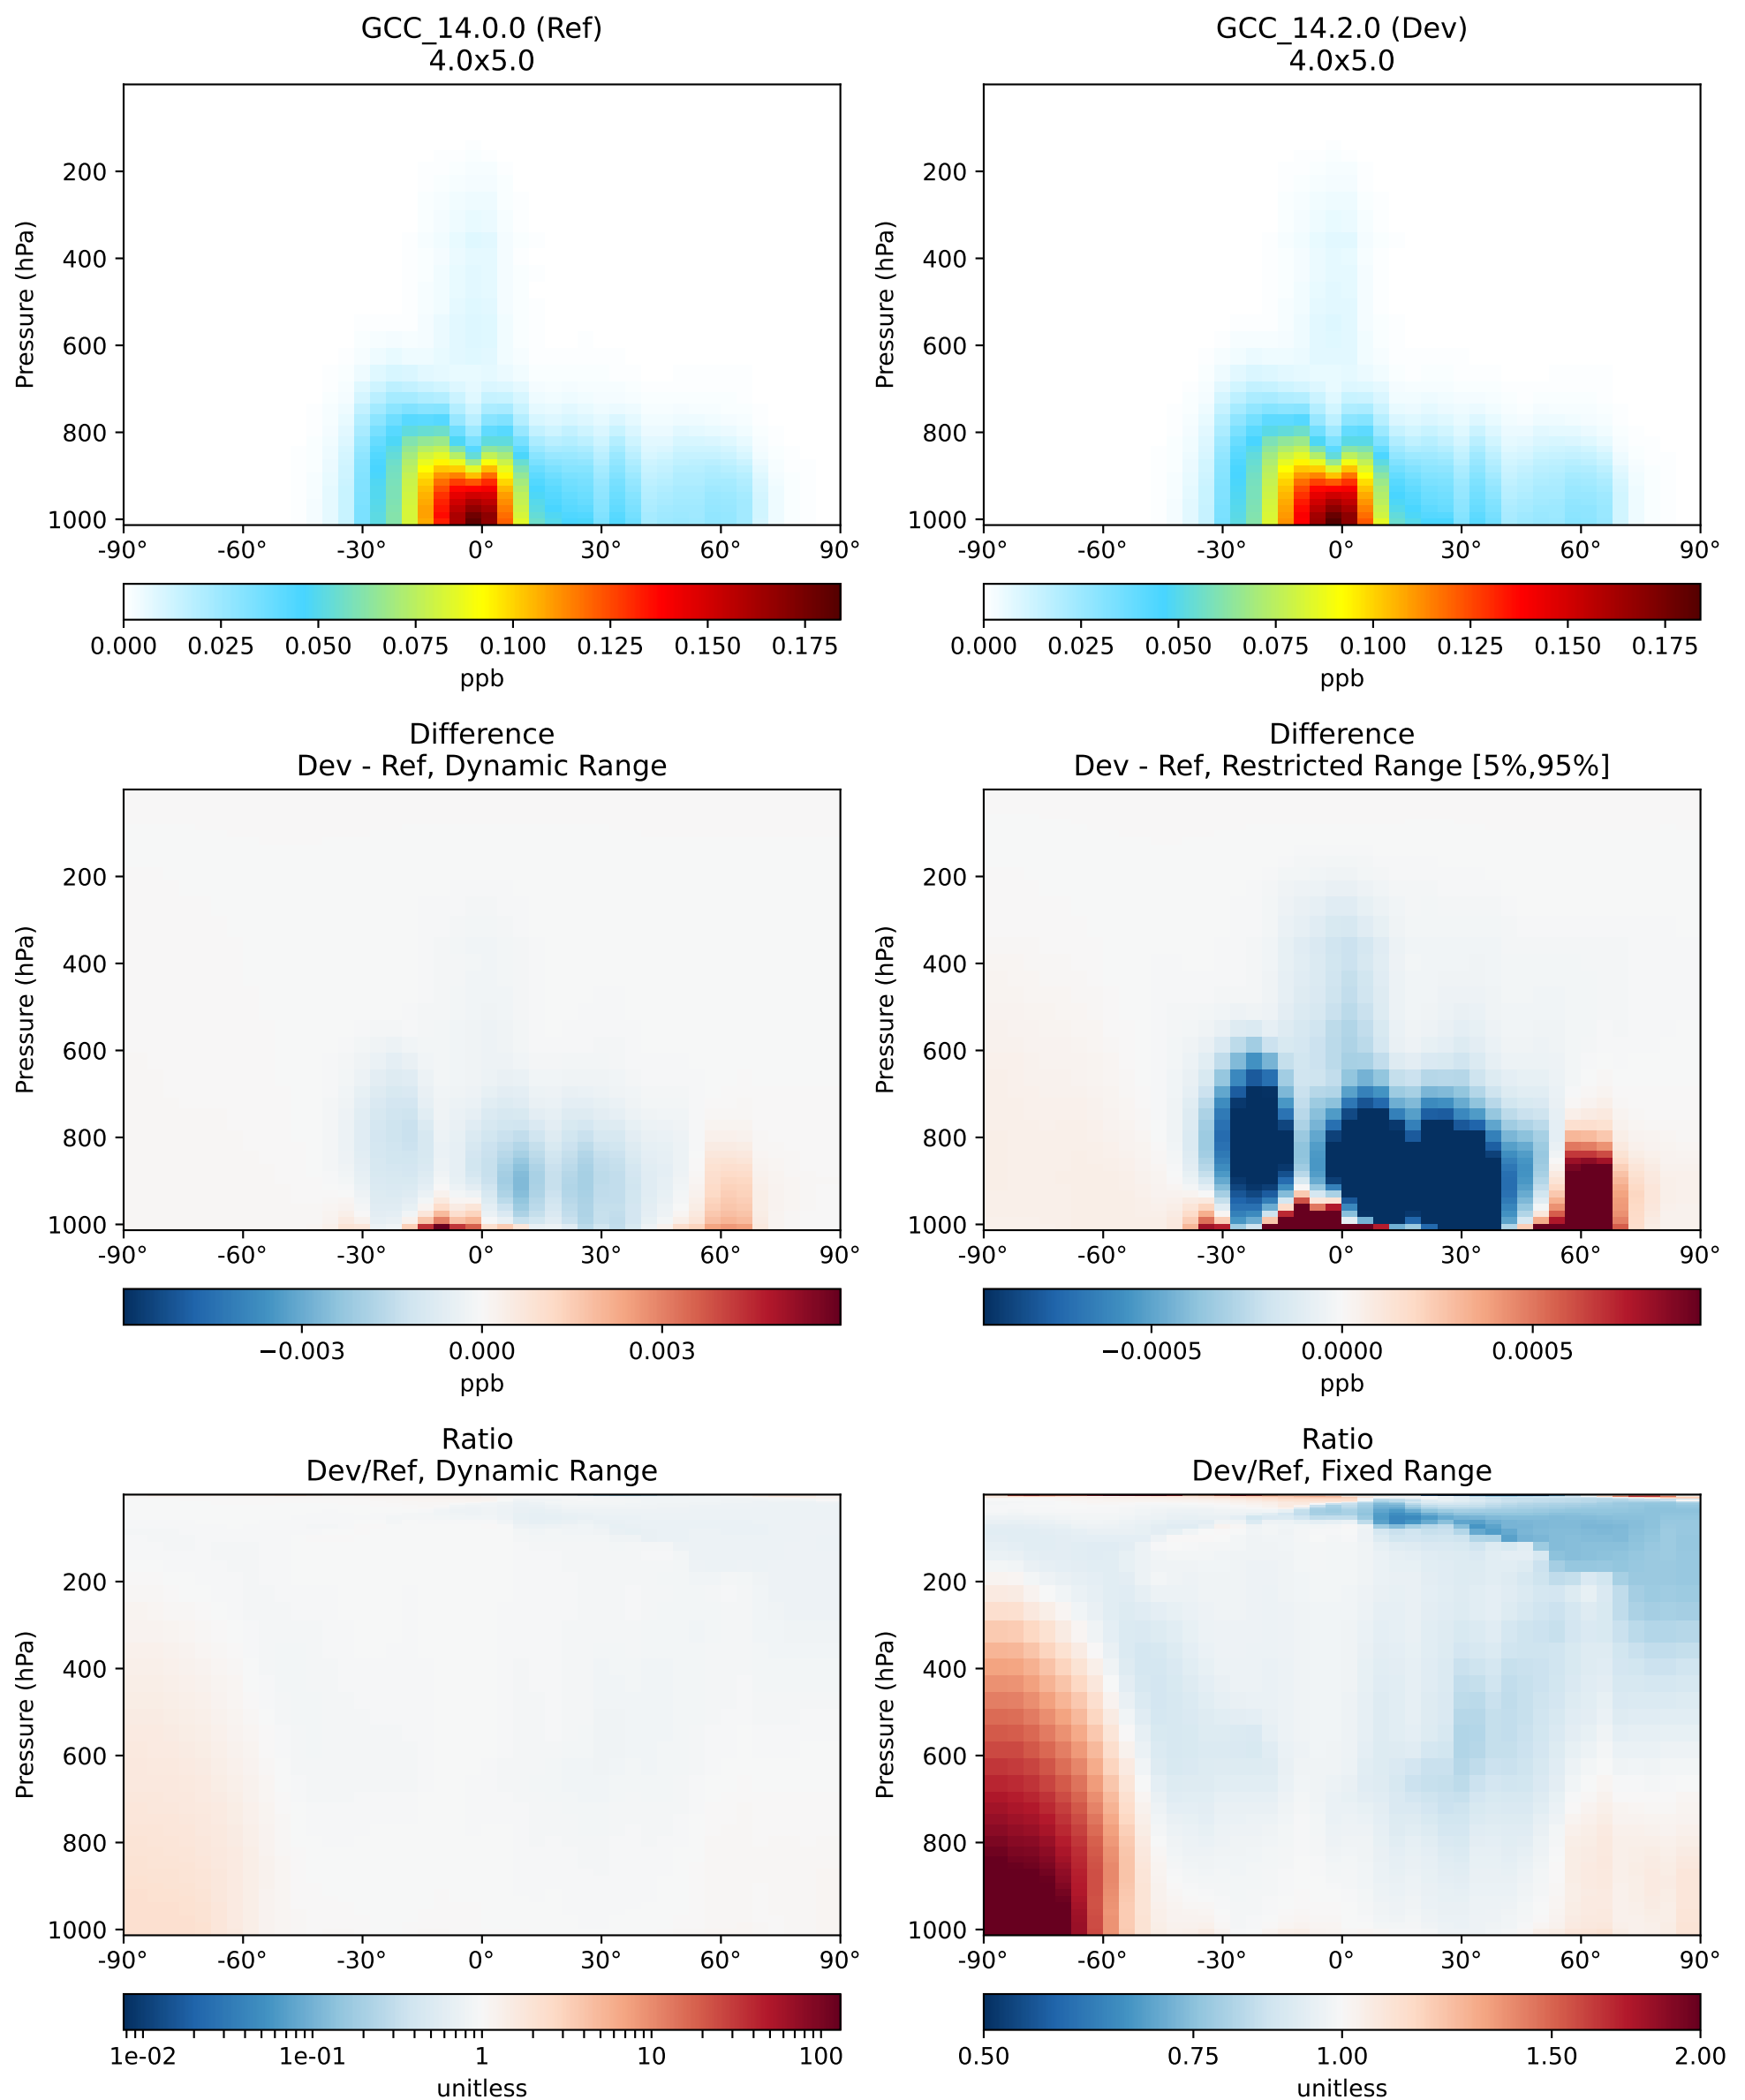 GCC_14.0.0 (Ref)
4.0x5.0
Pressure (hPa)
200
400
600
800
1000
-90° -60° -30° 0° 30° 60° 90°
0.000 0.025 0.050 0.075 0.100 0.125 0.150 0.175
ppb
GCC_14.2.0 (Dev)
4.0x5.0
Pressure (hPa)
200
400
600
800
1000
-90° -60° -30° 0° 30° 60° 90°
0.000 0.025 0.050 0.075 0.100 0.125 0.150 0.175
ppb
Difference
Dev - Ref, Dynamic Range
Pressure (hPa)
200
400
600
800
1000
-90° -60° -30° 0° 30° 60° 90°
−0.003 0.000 0.003
ppb
Difference
Dev - Ref, Restricted Range [5%,95%]
Pressure (hPa)
200
400
600
800
1000
-90° -60° -30° 0° 30° 60° 90°
−0.0005 0.0000 0.0005
ppb
Ratio
Dev/Ref, Dynamic Range
Pressure (hPa)
200
400
600
800
1000
-90° -60° -30° 0° 30° 60° 90°
1e-02 1e-01 1 10 100
unitless
Ratio
Dev/Ref, Fixed Range
Pressure (hPa)
200
400
600
800
1000
-90° -60° -30° 0° 30° 60° 90°
0.50 0.75 1.00 1.50 2.00
unitless